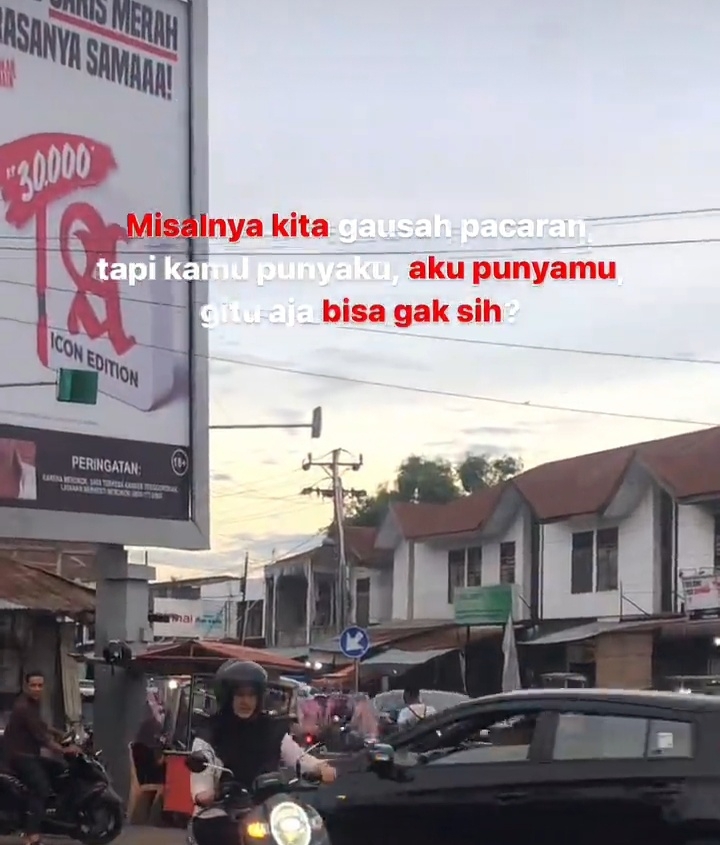 GARIS MERAH
RASANYA SAMAAA!
30.000
Misalnya kita gausah pacaran,
tapi kamu punyaku, aku punyamu,
gitu aja bisa gak sih?
ICON EDITION
PERINGATAN:
18+